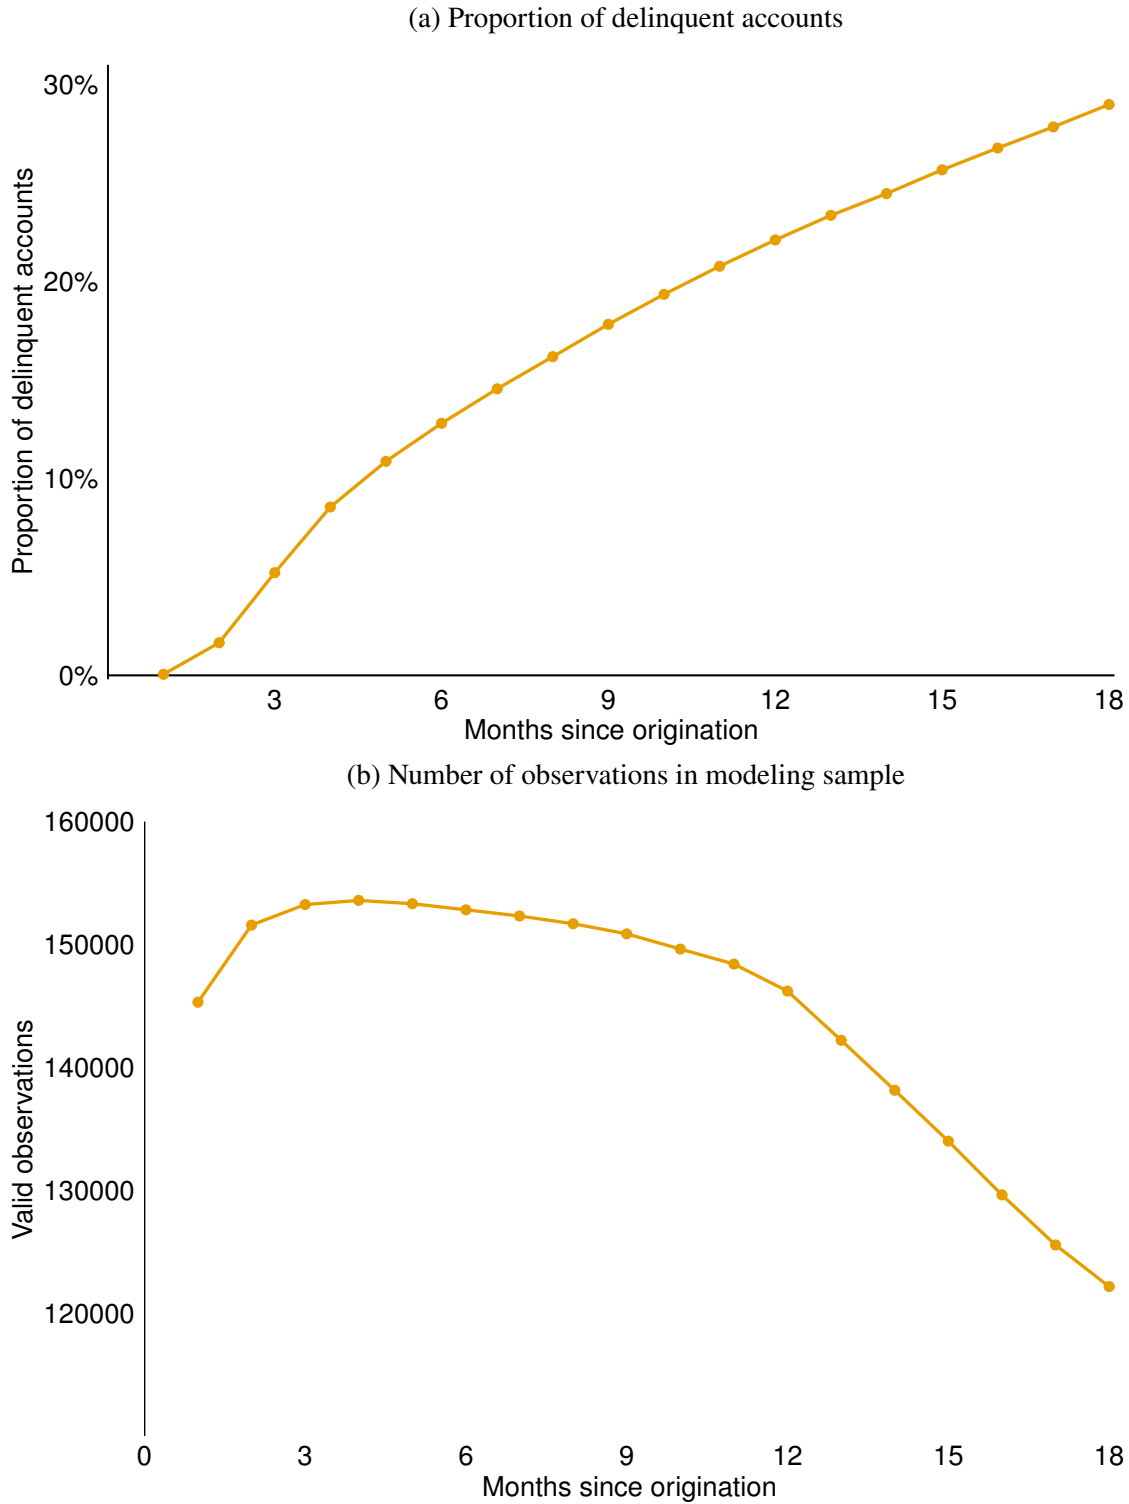 (a) Proportion of delinquent accounts
30%
20%
10%
0%
Proportion of delinquent accounts
3 6 9 12 15 18
Months since origination
(b) Number of observations in modeling sample
160000
150000
140000
130000
120000
Valid observations
0 3 6 9 12 15 18
Months since origination